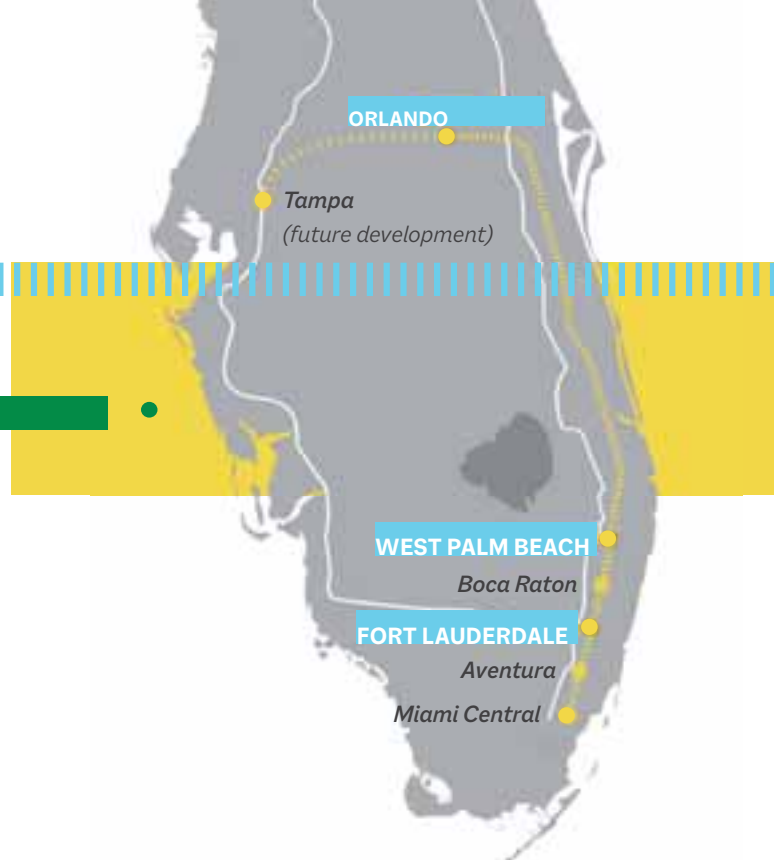 ORLANDO
Tampa
(future development)
WEST PALM BEACH
Boca Raton
FORT LAUDERDALE
Aventura
Miami Central